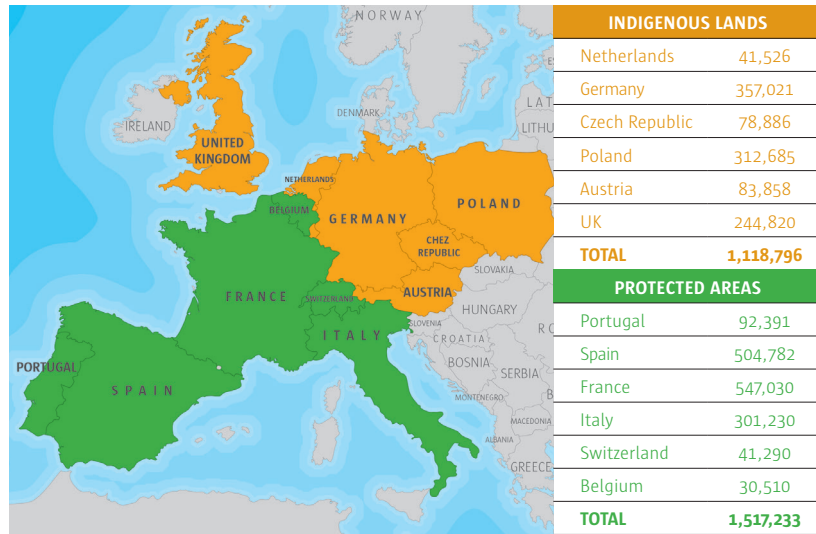 NORWAY
DENMARK
IRELAND
UNITED
KINGDOM
NETHERLANDS
BELGIUM
GERMANY
POLAND
CHEZ
REPUBLIC
SLOVAKIA
AUSTRIA
FRANCE
SWITZERLAND
HUNGARY
SLOVENIA
ITALY
CROATIA
BOSNIA
SERBIA
PORTUGAL
SPAIN
MONTENEGRO
MACEDONIA
ALBANIA
GREECE
LAT
LITHU
INDIGENOUS LANDS
Netherlands 41,526
Germany 357,021
Czech Republic 78,886
Poland 312,685
Austria 83,858
UK 244,820
TOTAL 1,118,796
PROTECTED AREAS
Portugal 92,391
Spain 504,782
France 547,030
Italy 301,230
Switzerland 41,290
Belgium 30,510
TOTAL 1,517,233